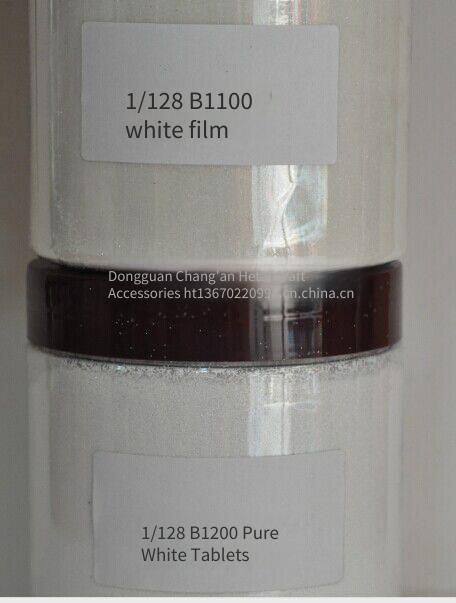 1/128 B1100
white film
Dongguan Chang'an
Accessories
1/128 B1200 Pure
White Tablets